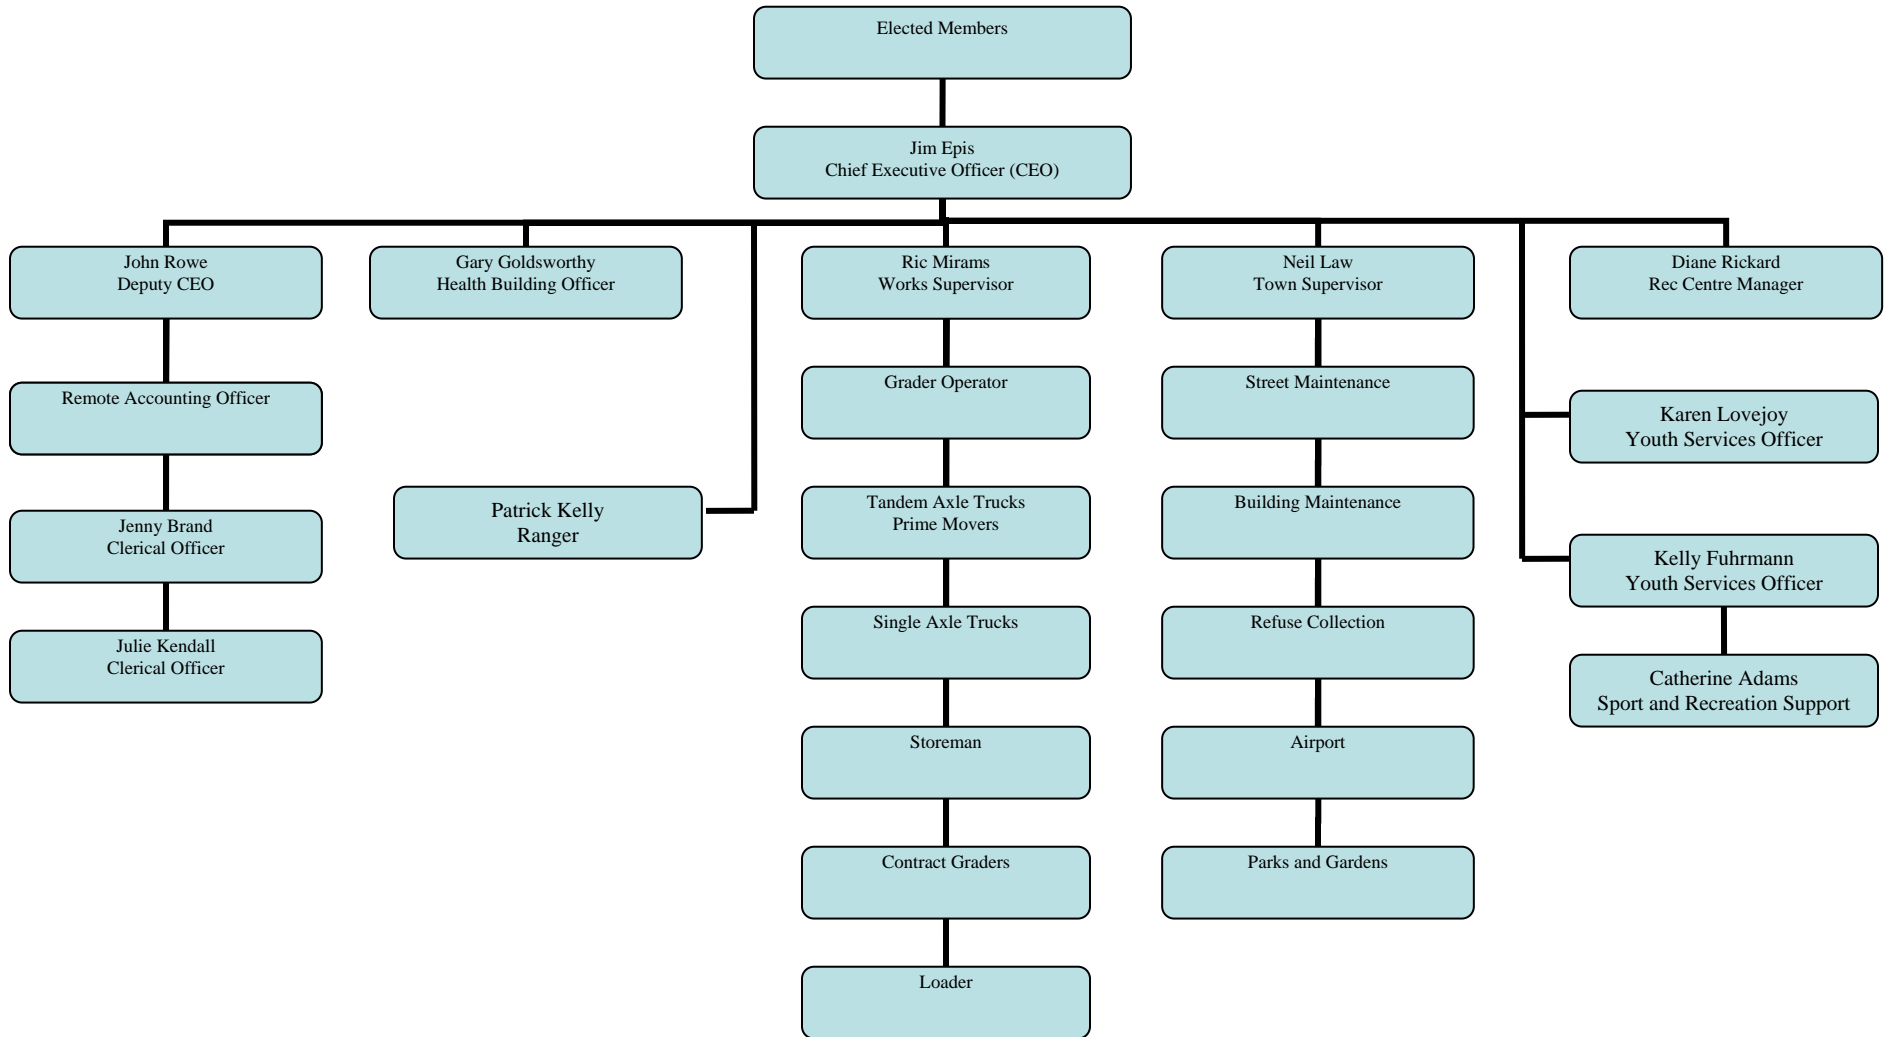 Elected Members
Jim Epis
Chief Executive Officer (CEO)
John Rowe
Deputy CEO
Gary Goldsworthy
Health Building Officer
Ric Mirams
Works Supervisor
Neil Law
Town Supervisor
Diane Rickard
Rec Centre Manager
Remote Accounting Officer
Jenny Brand
Clerical Officer
Julie Kendall
Clerical Officer
Patrick Kelly
Ranger
Grader Operator
Tandem Axle Trucks
Prime Movers
Single Axle Trucks
Storeman
Contract Graders
Loader
Street Maintenance
Building Maintenance
Refuse Collection
Airport
Parks and Gardens
Karen Lovejoy
Youth Services Officer
Kelly Fuhrmann
Youth Services Officer
Catherine Adams
Sport and Recreation Support